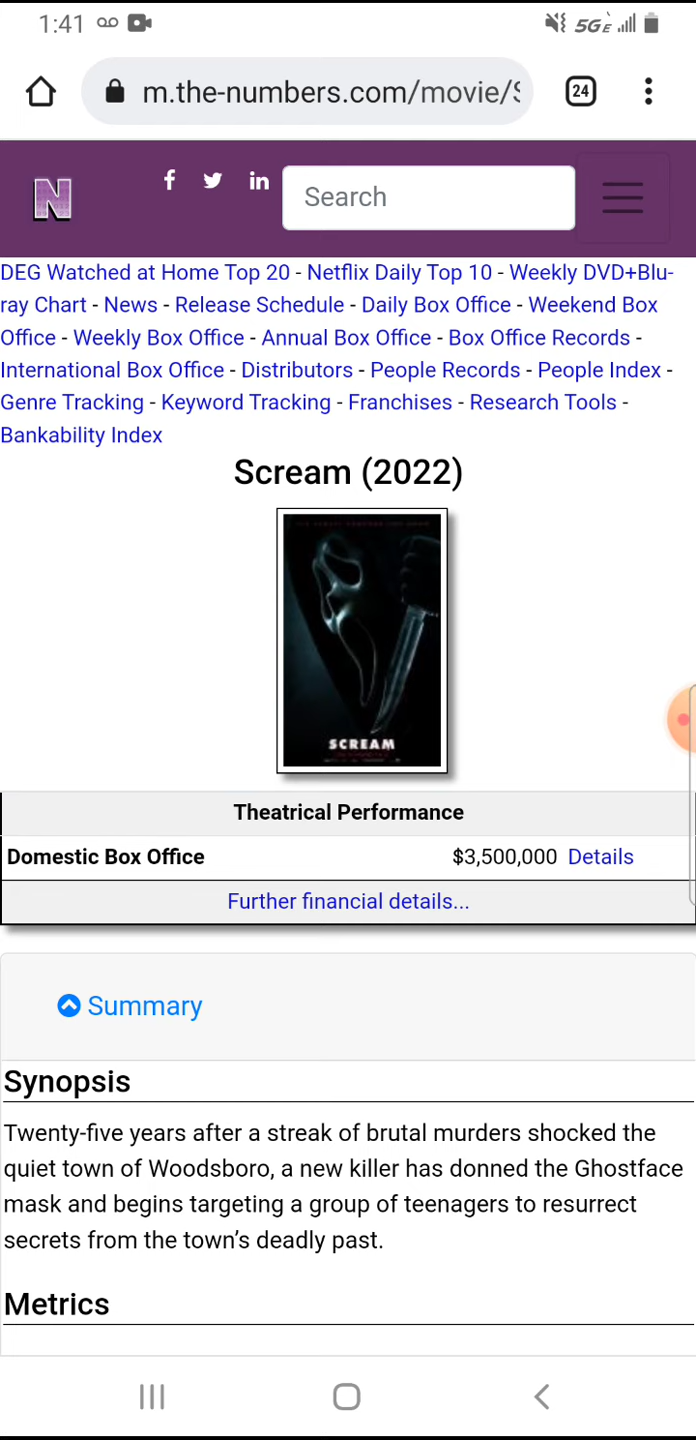 1:41
5GE
m.the-numbers.com/movie/S
24
N
f in
Search
DEG Watched at Home Top 20 - Netflix Daily Top 10 - Weekly DVD+Blu-
ray Chart - News - Release Schedule - Daily Box Office - Weekend Box
Office - Weekly Box Office - Annual Box Office - Box Office Records -
International Box Office - Distributors - People Records - People Index -
Genre Tracking - Keyword Tracking - Franchises - Research Tools -
Bankability Index
Scream (2022)
SCREAM
Theatrical Performance
Domestic Box Office $3,500,000 Details
Further financial details...
Summary
Synopsis
Twenty-five years after a streak of brutal murders shocked the
quiet town of Woodsboro, a new killer has donned the Ghostface
mask and begins targeting a group of teenagers to resurrect
secrets from the town’s deadly past.
Metrics